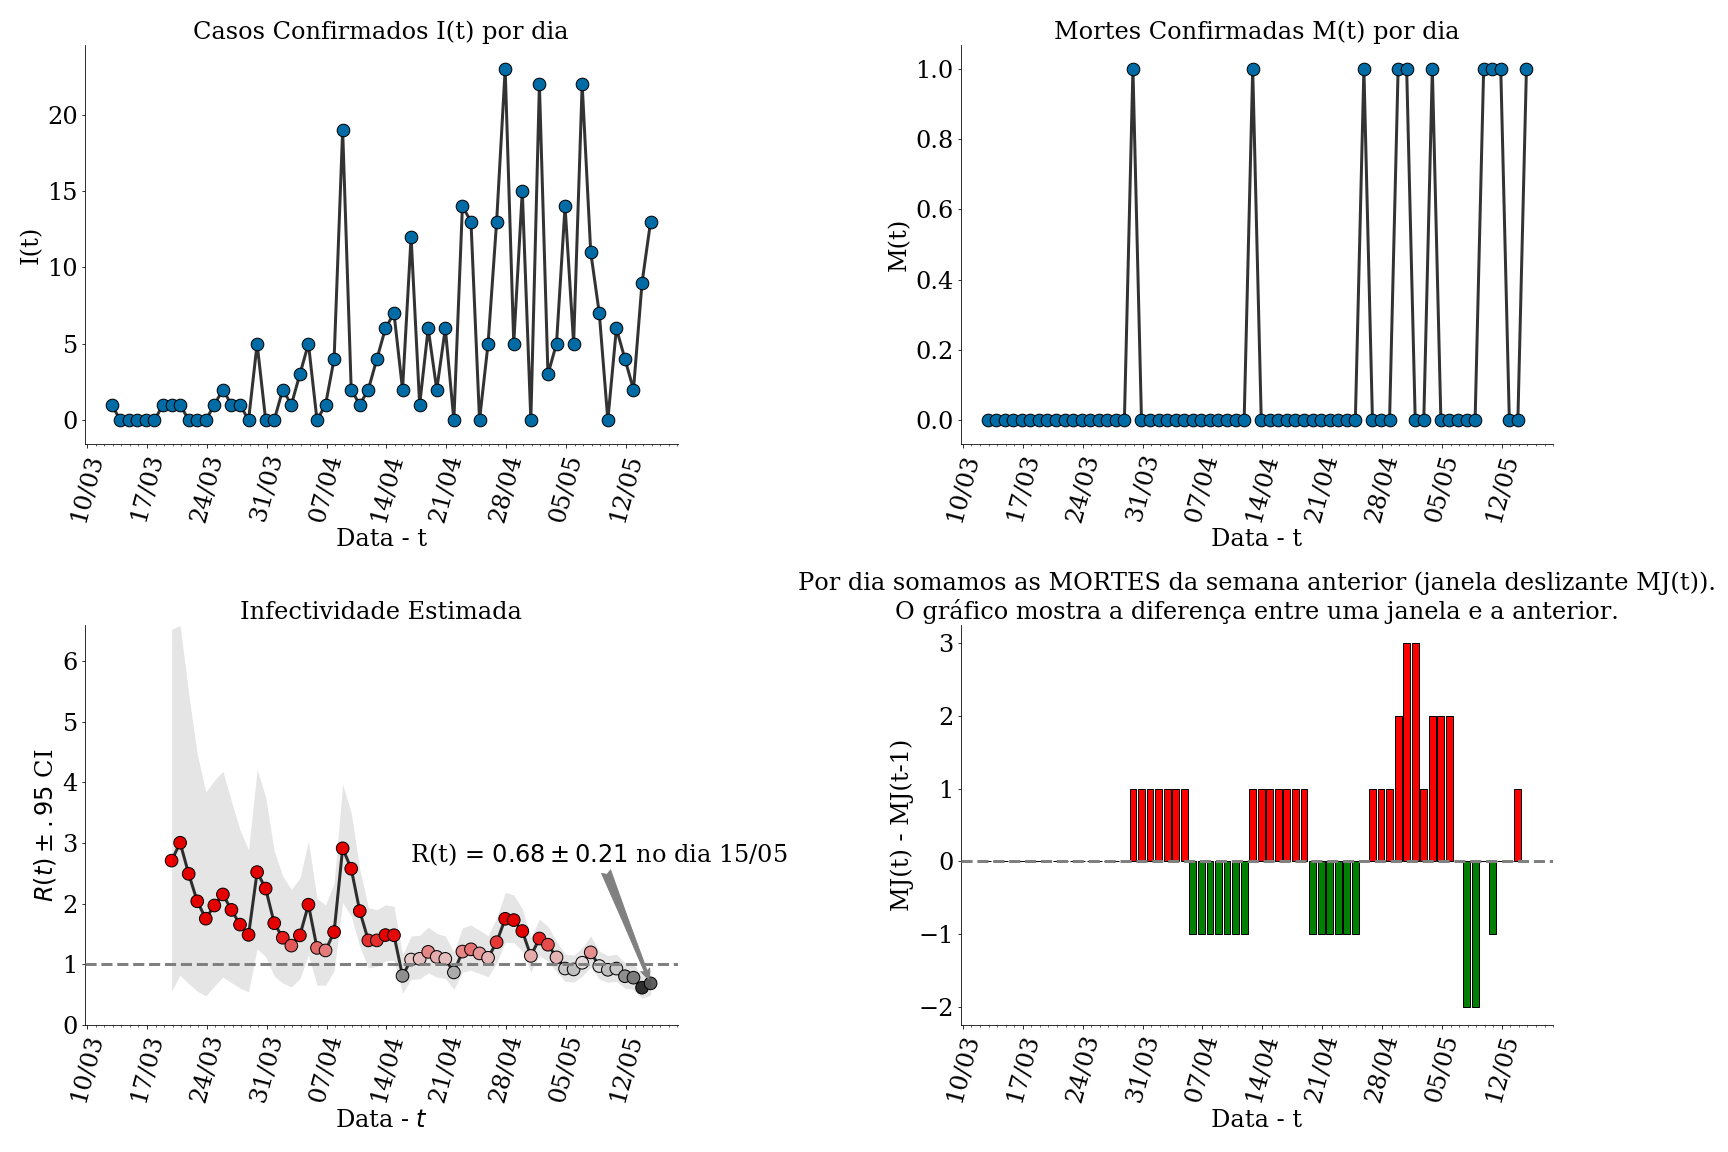 Casos Confirmados I(t) por dia
I(t)
20
15
10
5
0
10/03 17/03 24/03 31/03 07/04 14/04 21/04 28/04 05/05 12/05
Data - t
Mortes Confirmadas M(t) por dia
M(t)
1.0
0.8
0.6
0.4
0.2
0.0
10/03 17/03 24/03 31/03 07/04 14/04 21/04 28/04 05/05 12/05
Data - t
Infectividade Estimada
R(t) ± .95 CI
6
5
4
3
2
1
0
R(t) = 0.68 ± 0.21 no dia 15/05
10/03 17/03 24/03 31/03 07/04 14/04 21/04 28/04 05/05 12/05
Data - t
Por dia somamos as MORTES da semana anterior (janela deslizante MJ(t)).
O gráfico mostra a diferença entre uma janela e a anterior.
MJ(t) - MJ(t-1)
3
2
1
0
−1
−2
10/03 17/03 24/03 31/03 07/04 14/04 21/04 28/04 05/05 12/05
Data - t